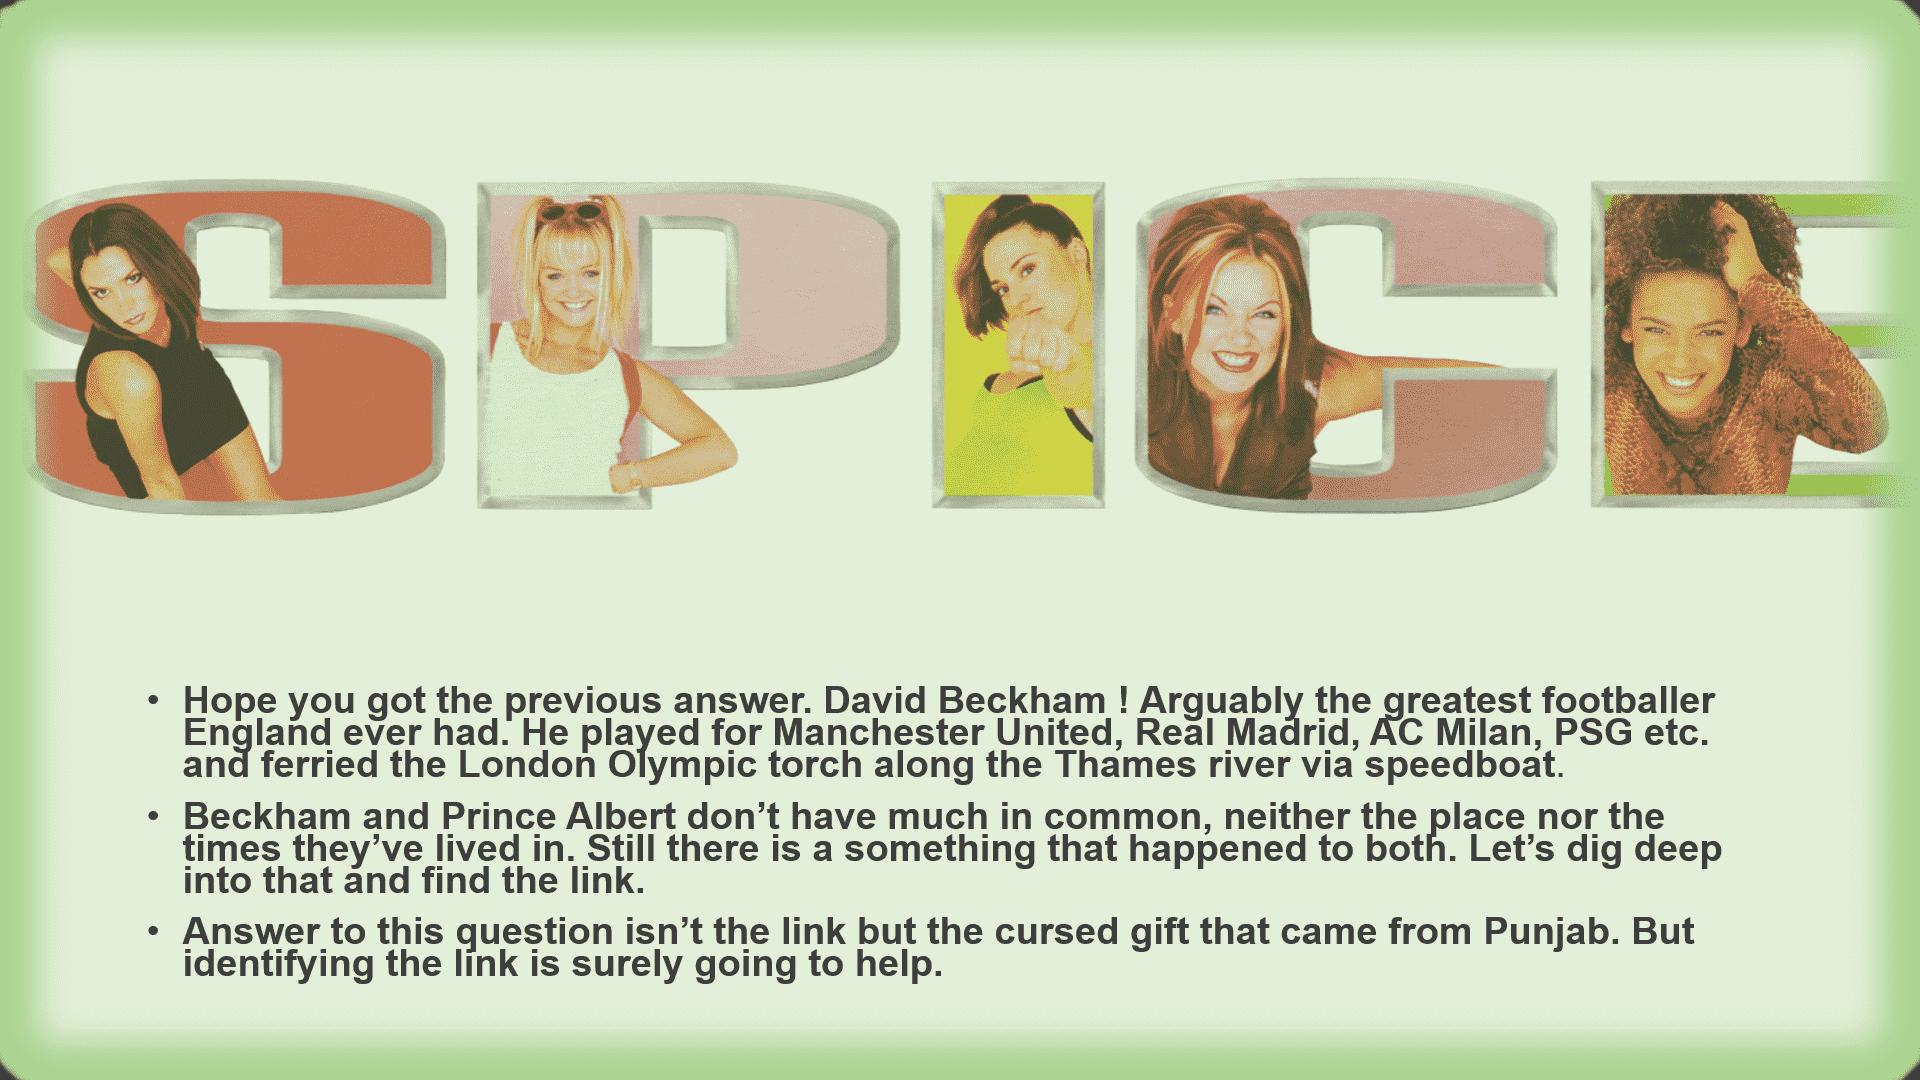 SPICE
• Hope you got the previous answer. David Beckham ! Arguably the greatest footballer
England ever had. He played for Manchester United, Real Madrid, AC Milan, PSG etc.
and ferried the London Olympic torch along the Thames river via speedboat.
• Beckham and Prince Albert don’t have much in common, neither the place nor the
times they’ve lived in. Still there is a something that happened to both. Let’s dig deep
into that and find the link.
• Answer to this question isn’t the link but the cursed gift that came from Punjab. But
identifying the link is surely going to help.